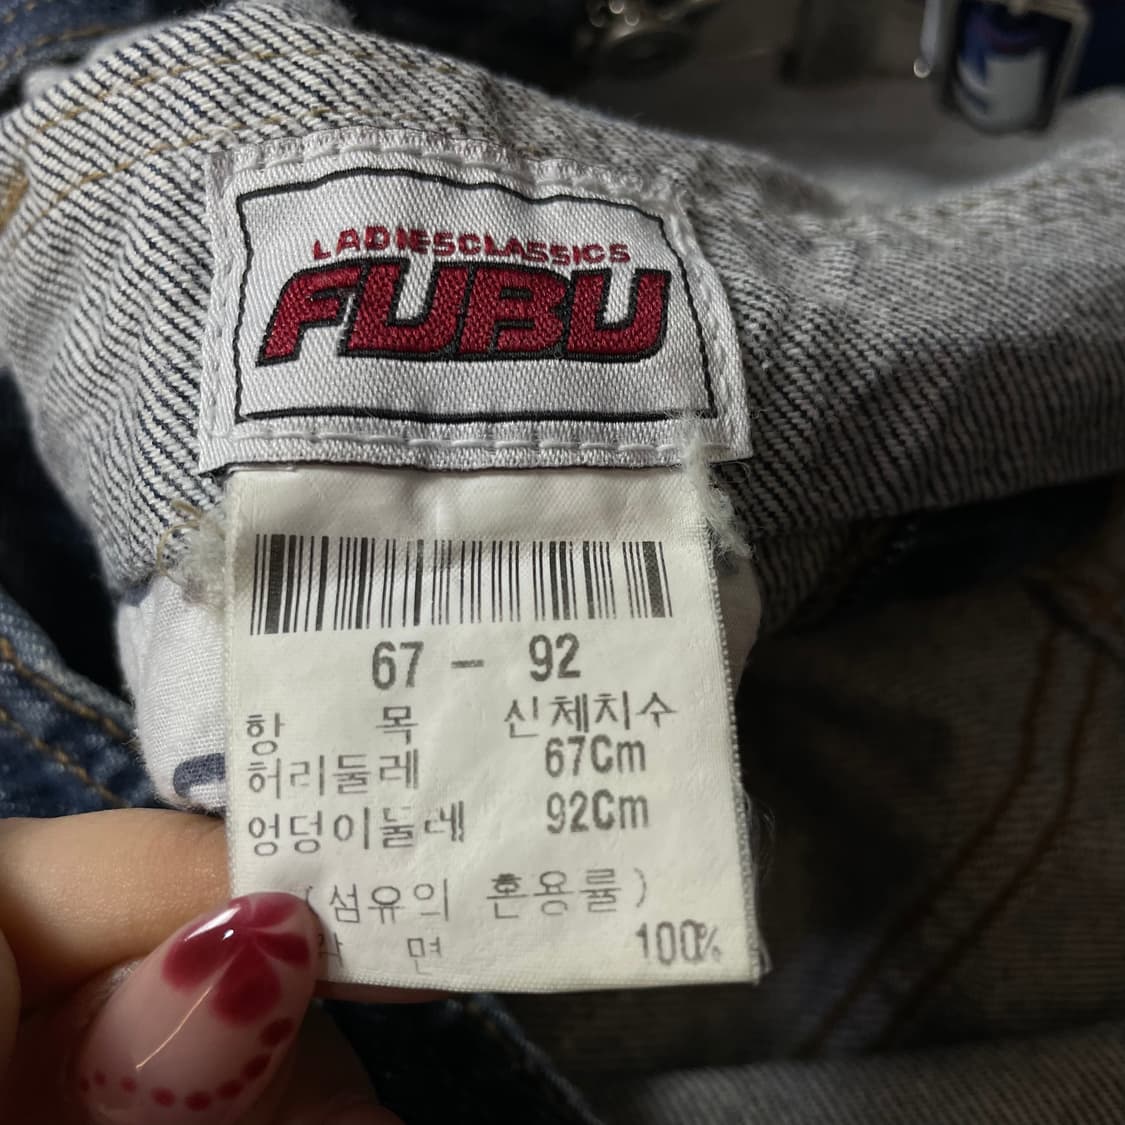 LADIESCLASSICS
FUBU
67 - 92
항 목 신체치수
허리둘레 67Cm
엉덩이둘레 92Cm
(섬유의 혼용률)
면 100%